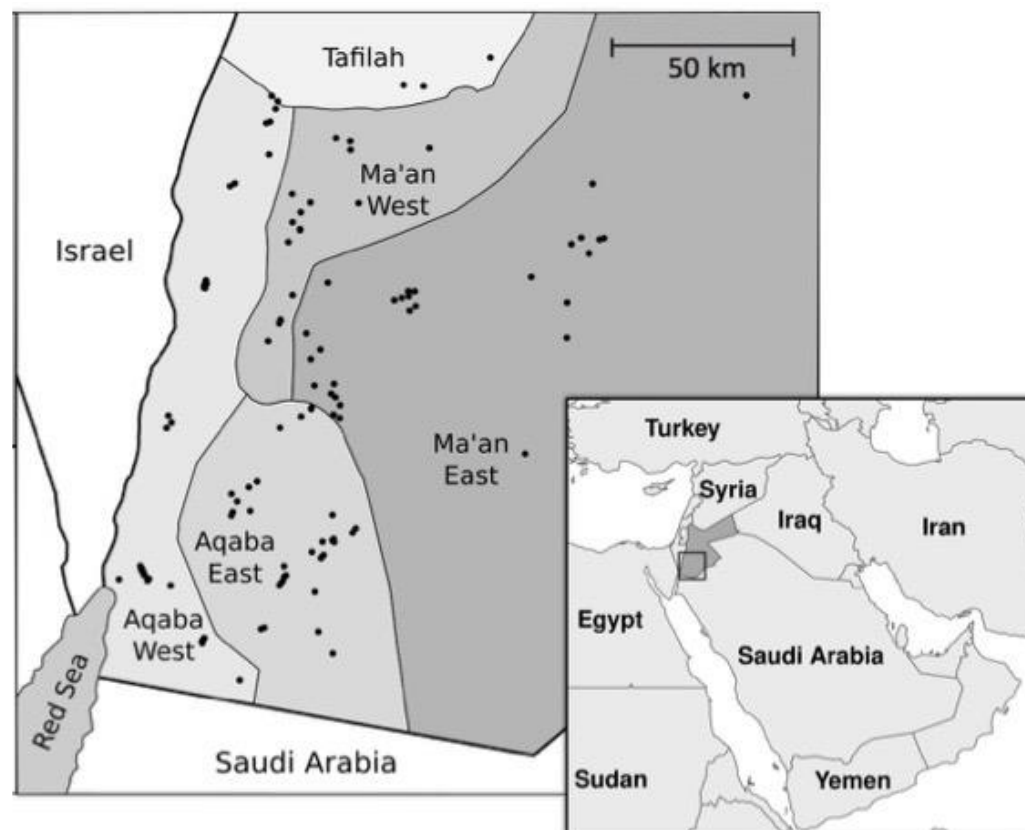 Tafilah
50 km
Ma'an
West
Israel
Ma'an
East
Aqaba
East
Aqaba
West
Red Sea
Saudi Arabia
Turkey
Syria
Iraq
Iran
Egypt
Saudi Arabia
Sudan
Yemen